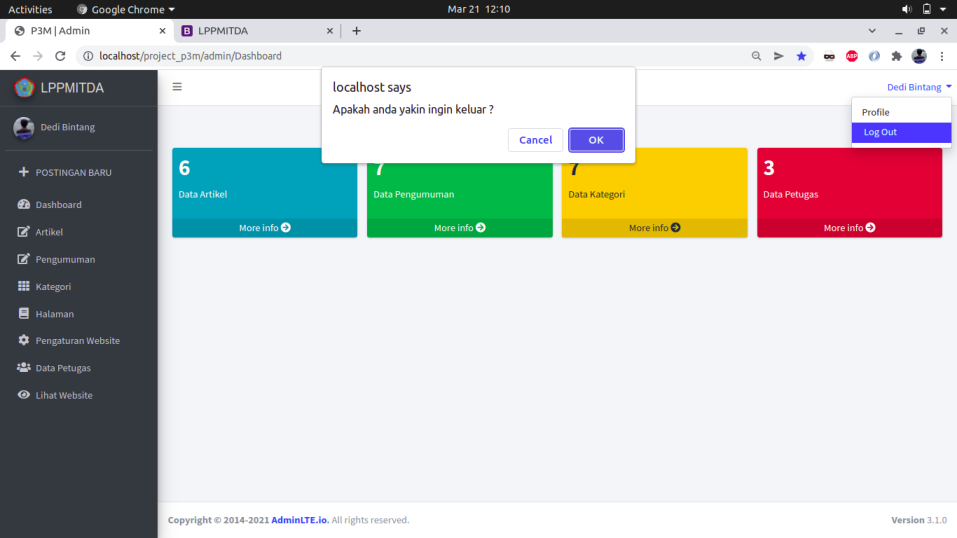 Activities Google Chrome Mar 21 12:10
P3M | Admin LPPMITDA
localhost/project_p3m/admin/Dashboard
LPPMITDA
Dedi Bintang
POSTINGAN BARU
Dashboard
Artikel
Pengumuman
Kategori
Halaman
Pengaturan Website
Data Petugas
Lihat Website
localhost says
Apakah anda yakin ingin keluar ?
Cancel OK
Dedi Bintang
Profile
Log Out
6
Data Artikel
More info
7
Data Pengumuman
More info
7
Data Kategori
More info
3
Data Petugas
More info
Copyright © 2014-2021 AdminLTE.io. All rights reserved.
Version 3.1.0